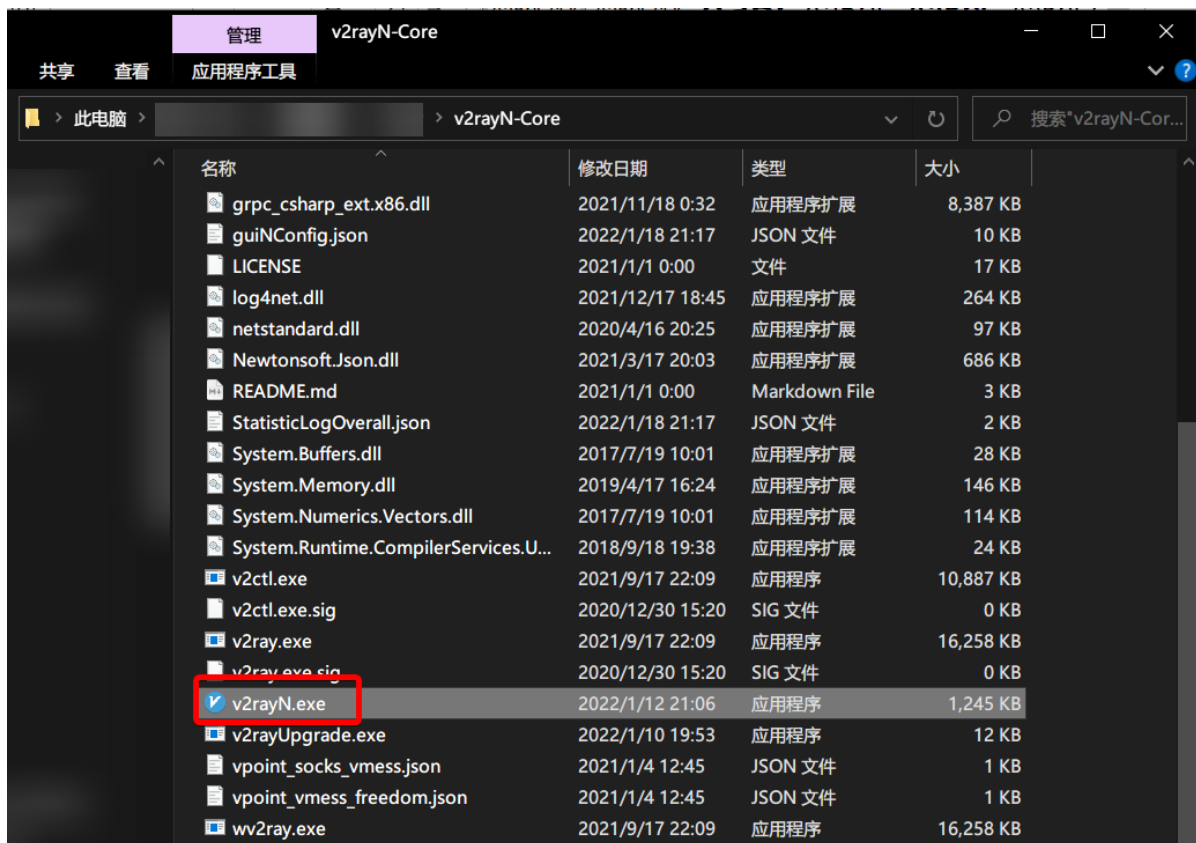 管理 v2rayN-Core
共享 查看 应用程序工具 ?
> 此电脑 > > v2rayN-Core 搜索"v2rayN-Cor...
名称 修改日期 类型 大小
grpc_csharp_ext.x86.dll 2021/11/18 0:32 应用程序扩展 8,387 KB
guiNConfig.json 2022/1/18 21:17 JSON 文件 10 KB
LICENSE 2021/1/1 0:00 文件 17 KB
log4net.dll 2021/12/17 18:45 应用程序扩展 264 KB
netstandard.dll 2020/4/16 20:25 应用程序扩展 97 KB
Newtonsoft.Json.dll 2021/3/17 20:03 应用程序扩展 686 KB
README.md 2021/1/1 0:00 Markdown File 3 KB
StatisticLogOverall.json 2022/1/18 21:17 JSON 文件 2 KB
System.Buffers.dll 2017/7/19 10:01 应用程序扩展 28 KB
System.Memory.dll 2019/4/17 16:24 应用程序扩展 146 KB
System.Numerics.Vectors.dll 2017/7/19 10:01 应用程序扩展 114 KB
System.Runtime.CompilerServices.U... 2018/9/18 19:38 应用程序扩展 24 KB
v2ctl.exe 2021/9/17 22:09 应用程序 10,887 KB
v2ctl.exe.sig 2020/12/30 15:20 SIG 文件 0 KB
v2ray.exe 2021/9/17 22:09 应用程序 16,258 KB
v2ray.exe.sig 2020/12/30 15:20 SIG 文件 0 KB
v2rayN.exe 2022/1/12 21:06 应用程序 1,245 KB
v2rayUpgrade.exe 2022/1/10 19:53 应用程序 12 KB
vpoint_socks_vmess.json 2021/1/4 12:45 JSON 文件 1 KB
vpoint_vmess_freedom.json 2021/1/4 12:45 JSON 文件 1 KB
wv2ray.exe 2021/9/17 22:09 应用程序 16,258 KB